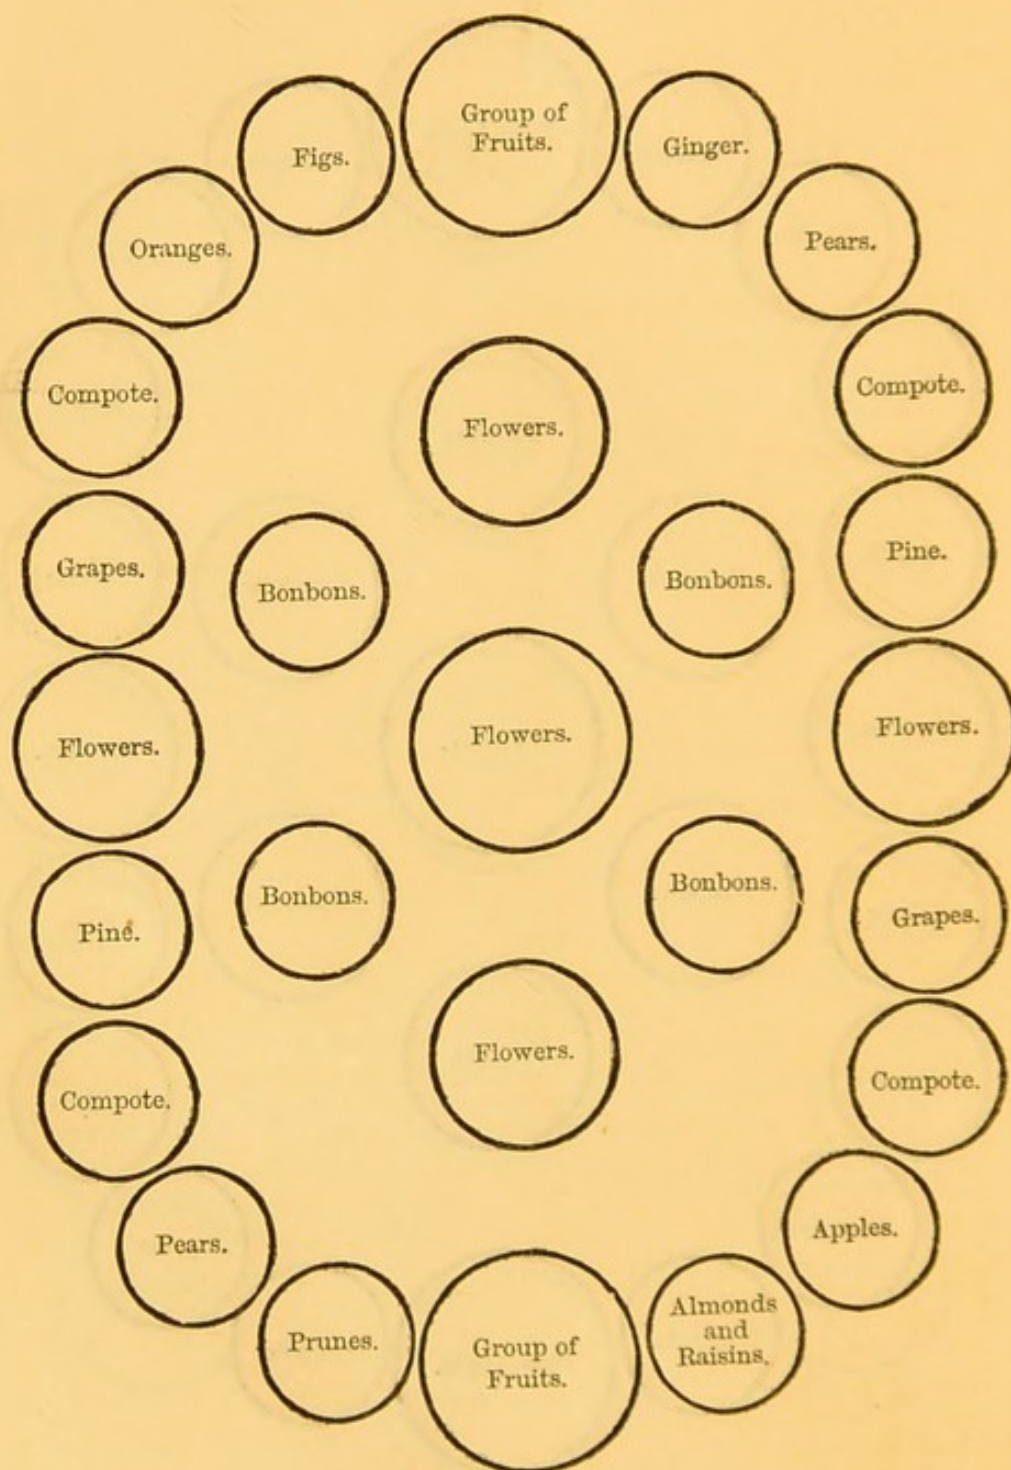 Group of
Fruits.
Figs.
Ginger.
Oranges.
Pears.
Compote.
Compote.
Flowers.
Grapes.
Bonbons.
Bonbons.
Pine.
Flowers.
Flowers.
Flowers.
Pine.
Bonbons.
Bonbons.
Grapes.
Compote.
Flowers.
Compote.
Pears.
Apples.
Prunes.
Group of
Fruits.
Almonds
and
Raisins.